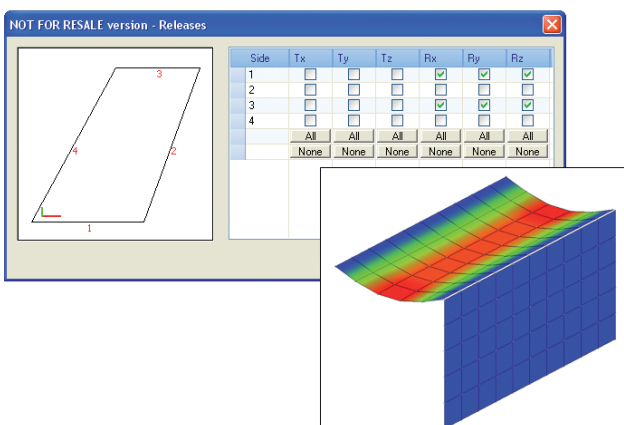 NOT FOR RESALE version - Releases
Side Tx Ty Tz Rx Ry Rz
1
2
3
4
All All All All All All
None None None None None None
3
4
2
1